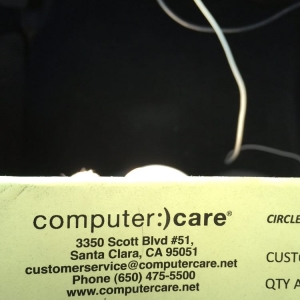 computer:)care®
3350 Scott Blvd #51,
Santa Clara, CA 95051
customerservice@computercare.net
Phone (650) 475-5500
www.computercare.net
CIRCLE
CUSTO
QTY A